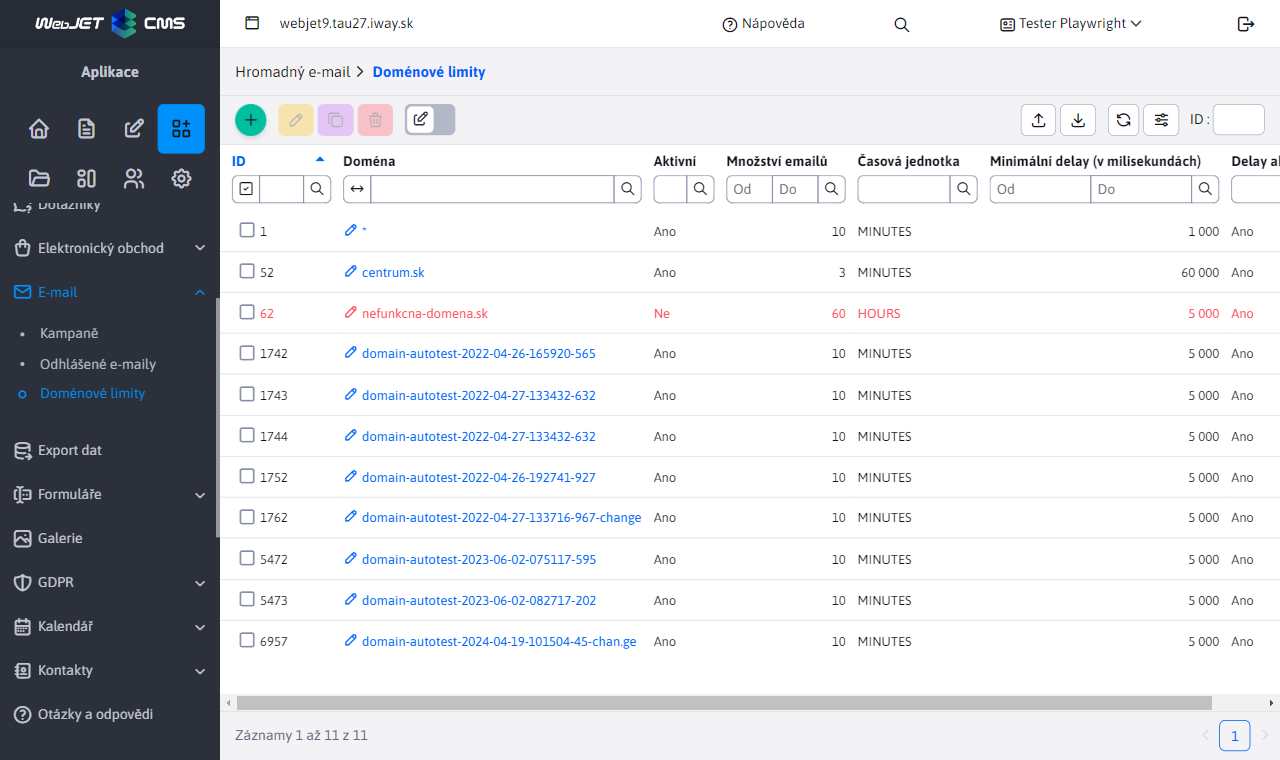 WebJET CMS
webjet9.tau27.iway.sk
Nápověda
Tester Playwright
Aplikace
Dotazníky
Elektronický obchod
E-mail
Kampaně
Odhlášené e-maily
Doménové limity
Export dat
Formuláře
Galerie
GDPR
Kalendář
Kontakty
Otázky a odpovědi
Hromadný e-mail > Doménové limity
ID :
ID Doména Aktivní Množství emailů Časová jednotka Minimální delay (v milisekundách)
Od Do Od Do
1 * Ano 10 MINUTES 1 000 Ano
52 centrum.sk Ano 3 MINUTES 60 000 Ano
62 nefunkcna-domena.sk Ne 60 HOURS 5 000 Ano
1742 domain-autotest-2022-04-26-165920-565 Ano 10 MINUTES 5 000 Ano
1743 domain-autotest-2022-04-27-133432-632 Ano 10 MINUTES 5 000 Ano
1744 domain-autotest-2022-04-27-133432-632 Ano 10 MINUTES 5 000 Ano
1752 domain-autotest-2022-04-26-192741-927 Ano 10 MINUTES 5 000 Ano
1762 domain-autotest-2022-04-27-133716-967-change Ano 10 MINUTES 5 000 Ano
5472 domain-autotest-2023-06-02-075117-595 Ano 10 MINUTES 5 000 Ano
5473 domain-autotest-2023-06-02-082717-202 Ano 10 MINUTES 5 000 Ano
6957 domain-autotest-2024-04-19-101504-45-chan.ge Ano 10 MINUTES 5 000 Ano
Záznamy 1 až 11 z 11
1